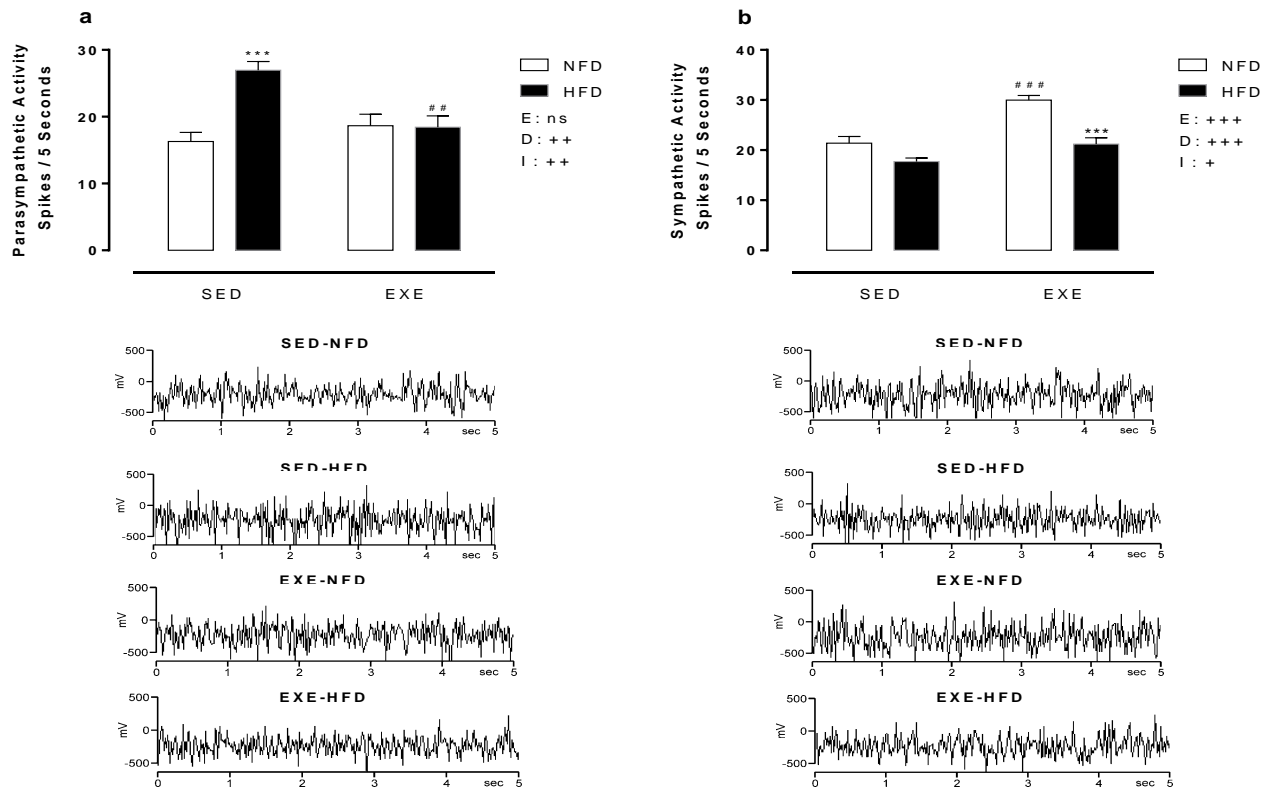 a
Parasympathetic Activity
Spikes / 5 Seconds
30
20
10
0
***
##
NFD
HFD
E: ns
D: ++
I: ++
SED EXE
b
Sympathetic Activity
Spikes / 5 Seconds
40
30
20
10
0
###
***
NFD
HFD
E: +++
D: +++
I: +
SED EXE
SED-NFD
500
0
-500
mV
0 1 2 3 4 sec 5
SED-HFD
500
0
-500
mV
0 1 2 3 4 sec 5
EXE-NFD
500
0
-500
mV
0 1 2 3 4 sec 5
EXE-HFD
500
0
-500
mV
0 1 2 3 4 sec 5
SED-NFD
500
0
-500
mV
0 1 2 3 4 sec 5
SED-HFD
500
0
-500
mV
0 1 2 3 4 sec 5
EXE-NFD
500
0
-500
mV
0 1 2 3 4 sec 5
EXE-HFD
500
0
-500
mV
0 1 2 3 4 sec 5